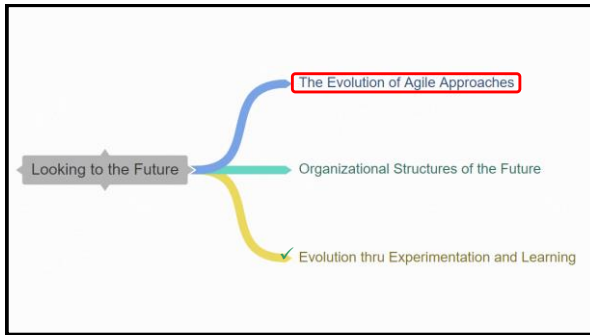 The Evolution of Agile Approaches
Looking to the Future
Organizational Structures of the Future
Evolution thru Experimentation and Learning